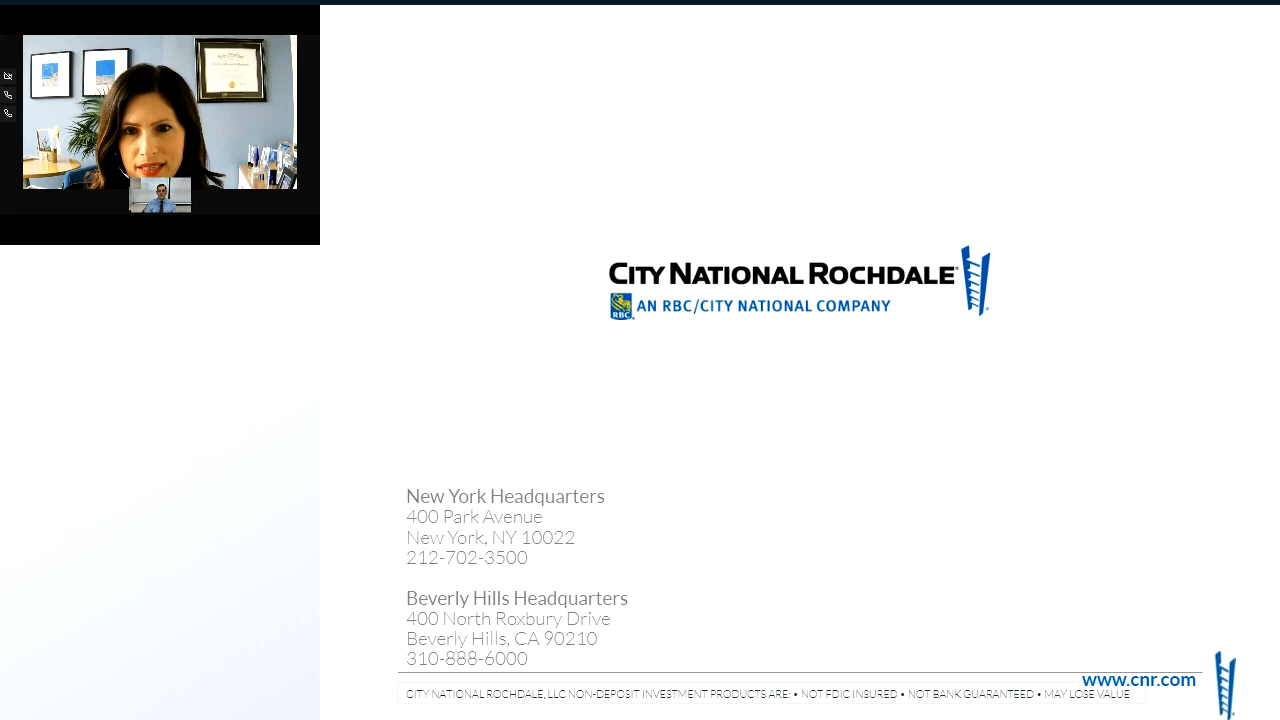 CITY NATIONAL ROCHDALE®
RBC® AN RBC/CITY NATIONAL COMPANY
New York Headquarters
400 Park Avenue
New York, NY 10022
212-702-3500
Beverly Hills Headquarters
400 North Roxbury Drive
Beverly Hills, CA 90210
310-888-6000
www.cnr.com
CITY NATIONAL ROCHDALE, LLC NON-DEPOSIT INVESTMENT PRODUCTS ARE: • NOT FDIC INSURED • NOT BANK GUARANTEED • MAY LOSE VALUE